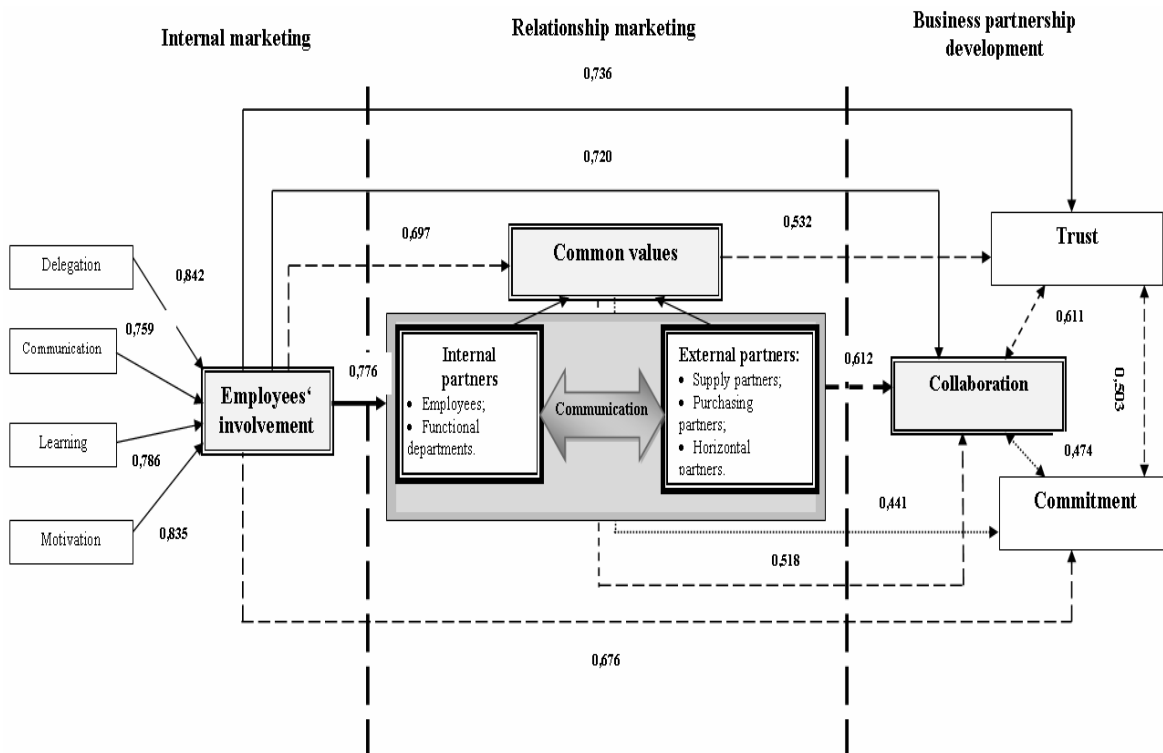 Internal marketing
Relationship marketing
Business partnership
development
0,736
0,720
0,697
0,532
Common values
Trust
Delegation
0,842
0,759
Communication
0,611
0,503
0,776
Employees‘
involvement
Internal
partners
• Employees;
• Functional
departments.
Communication
External partners:
• Supply partners;
• Purchasing
partners;
• Horizontal
partners.
0,612
Collaboration
Learning
0,786
0,474
0,441
Commitment
Motivation
0,835
0,518
0,676